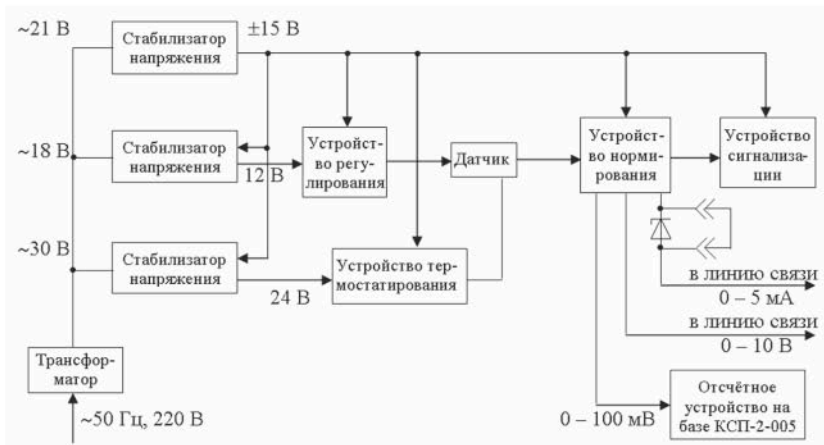 ~21 В
Стабилизатор
напряжения
±15 В
~18 В
Стабилизатор
напряжения
12 В
Устройст-
во регу-
лирования
Датчик
Устройст-
во норми-
рования
Устройство
сигнализа-
ции
~30 В
Стабилизатор
напряжения
24 В
Устройство тер-
мостатирования
в линию связи
0 – 5 мА
в линию связи
0 – 10 В
Трансфор-
матор
~50 Гц, 220 В
0 – 100 мВ
Отсчётное
устройство на
базе КСП-2-005